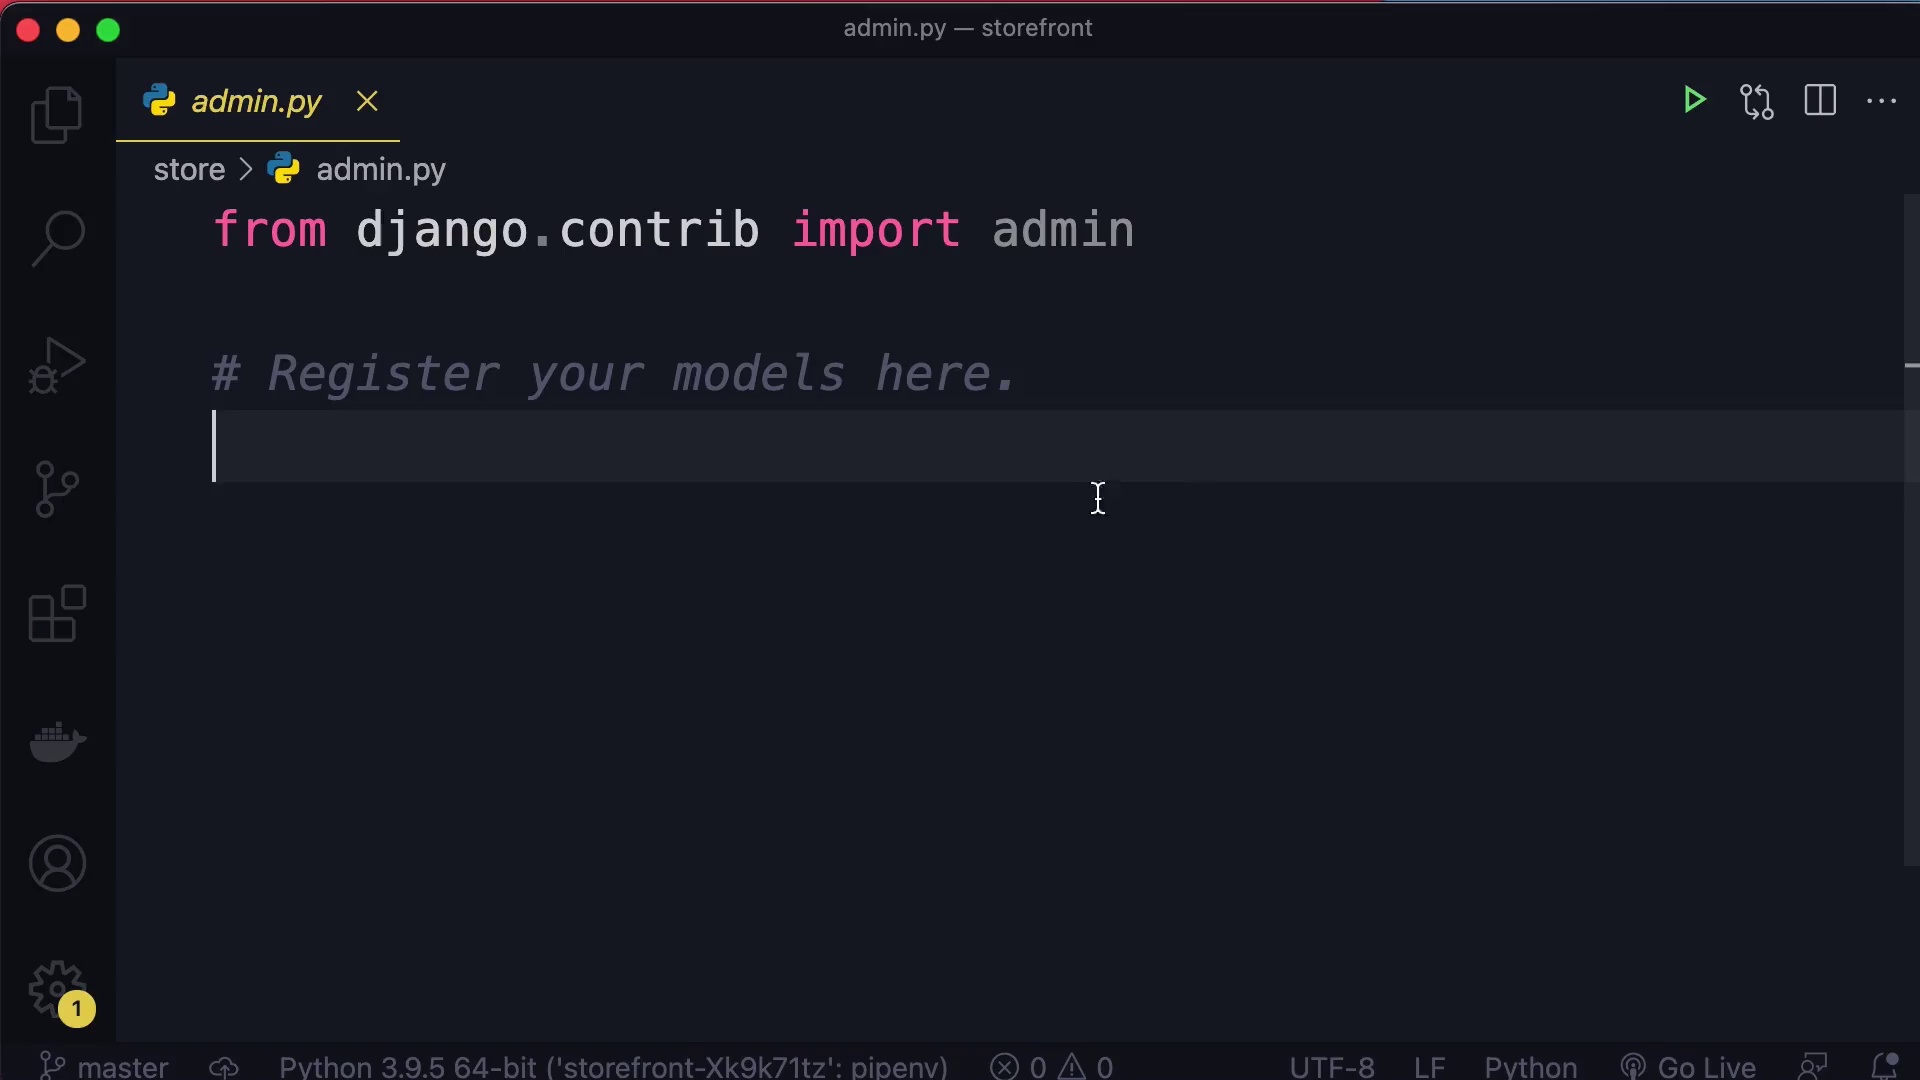 admin.py — storefront
admin.py
store > admin.py
from django.contrib import admin
# Register your models here.
1
master Python 3.9.5 64-bit ('storefront-Xk9k71tz': pipenv) 0 0 UTF-8 LF Python Go Live